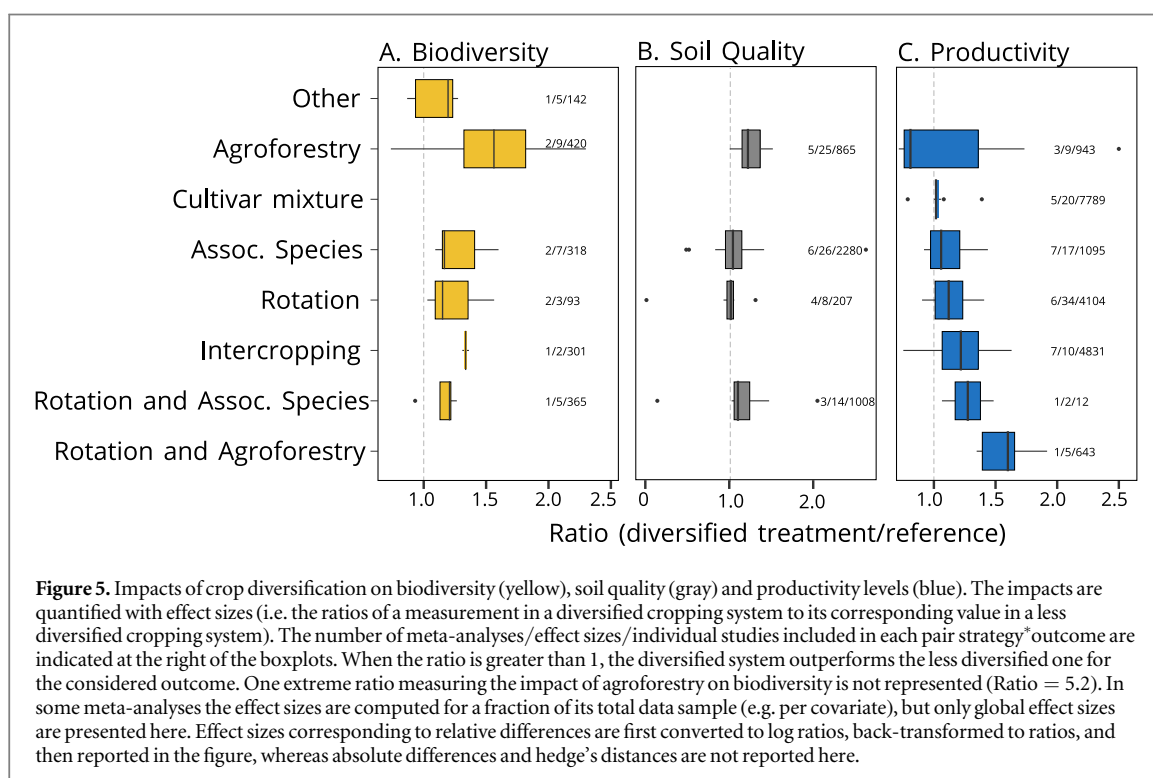 A. Biodiversity
B. Soil Quality
C. Productivity
Other
1/5/142
Agroforestry
2/9/420
5/25/865
3/9/943
Cultivar mixture
5/20/7789
Assoc. Species
2/7/318
6/26/2280
7/17/1095
Rotation
2/3/93
4/8/207
6/34/4104
Intercropping
1/2/301
7/10/4831
Rotation and Assoc. Species
1/5/365
3/14/1008
1/2/12
Rotation and Agroforestry
1/5/643
1.0 1.5 2.0 2.5
0 1.0 2.0
1.0 1.5 2.0 2.5
Ratio (diversified treatment/reference)
Figure 5. Impacts of crop diversification on biodiversity (yellow), soil quality (gray) and productivity levels (blue). The impacts are
quantified with effect sizes (i.e. the ratios of a measurement in a diversified cropping system to its corresponding value in a less
diversified cropping system). The number of meta-analyses/effect sizes/individual studies included in each pair strategy*outcome are
indicated at the right of the boxplots. When the ratio is greater than 1, the diversified system outperforms the less diversified one for
the considered outcome. One extreme ratio measuring the impact of agroforestry on biodiversity is not represented (Ratio = 5.2). In
some meta-analyses the effect sizes are computed for a fraction of its total data sample (e.g. per covariate), but only global effect sizes
are presented here. Effect sizes corresponding to relative differences are first converted to log ratios, back-transformed to ratios, and
then reported in the figure, whereas absolute differences and hedge's distances are not reported here.